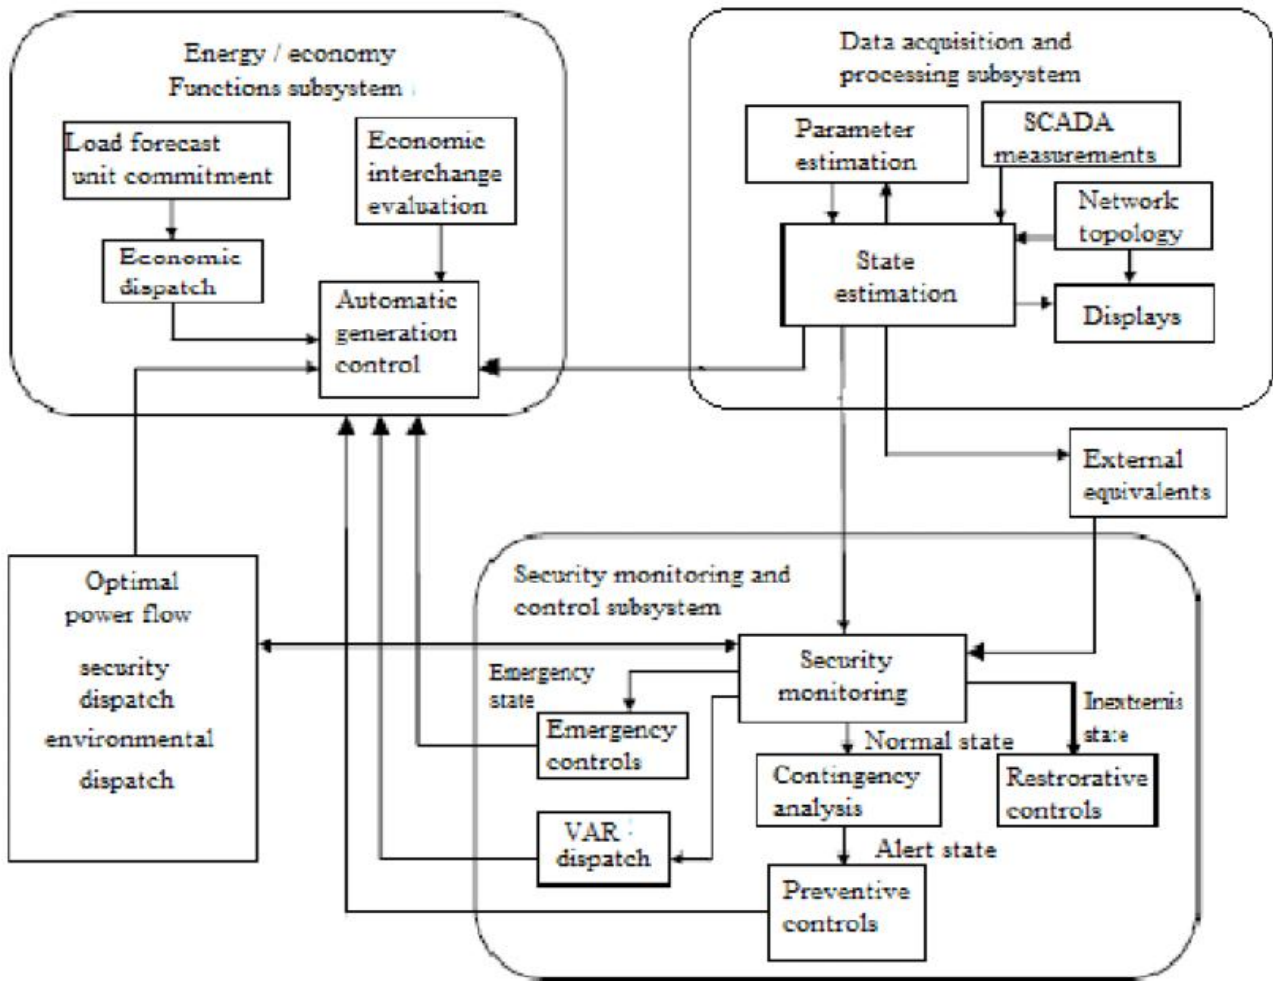 Energy / economy
Functions subsystem
Load forecast
unit commitment
Economic
interchange
evaluation
Economic
dispatch
Automatic
generation
control
Data acquisition and
processing subsystem
Parameter
estimation
SCADA
measurements
Network
topology
State
estimation
Displays
External
equivalents
Optimal
power flow
security
dispatch
environmental
dispatch
Security monitoring and
control subsystem
Security
monitoring
Emergency
state
Emergency
controls
Normal state
Inextremis
state
Contingency
analysis
Restrorative
controls
VAR
dispatch
Alert state
Preventive
controls